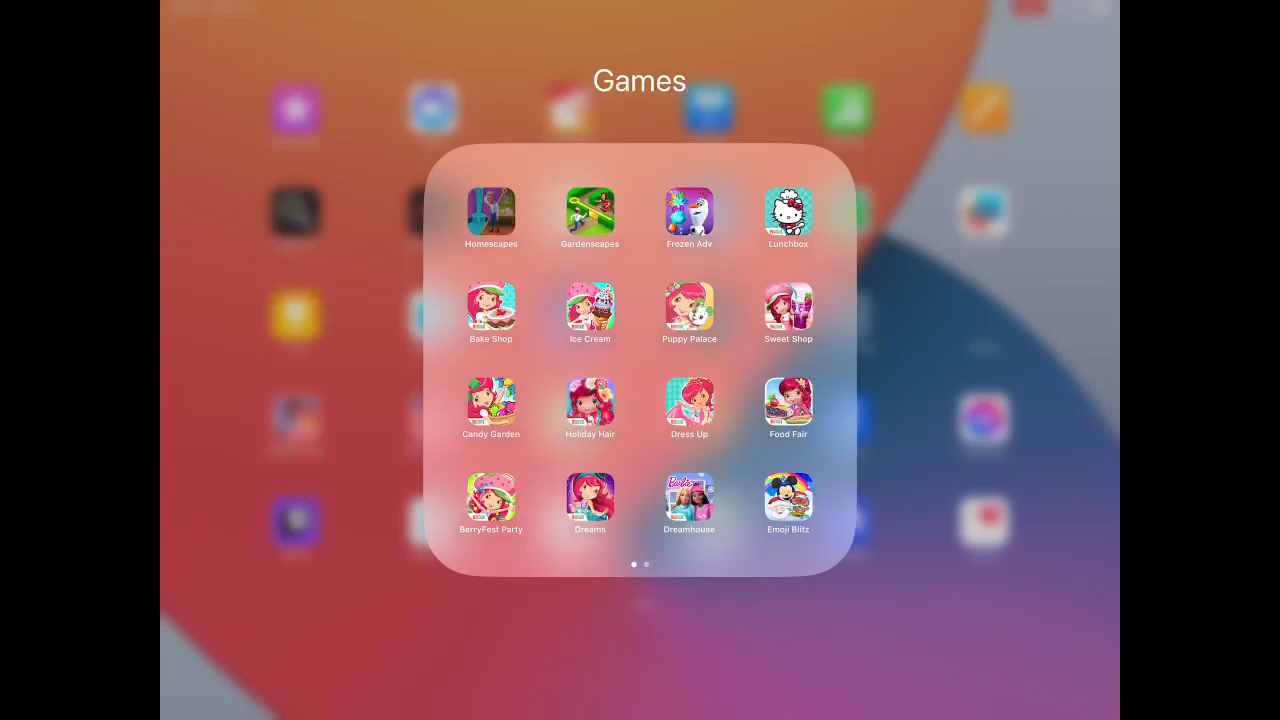 Games
Homescapes
Gardenscapes
Frozen Adv
Lunchbox
Bake Shop
Ice Cream
Puppy Palace
Sweet Shop
Candy Garden
Holiday Hair
Dress Up
Food Fair
BerryFest Party
Dreams
Barbie
Dreamhouse
Emoji Blitz